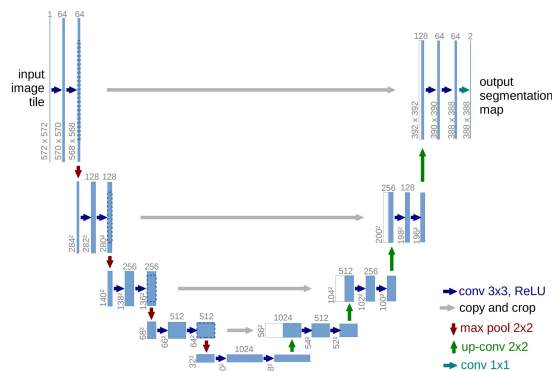 1 64 64
128 64 64 2
input
image
tile
output
segmentation
map
572 x 572
570 x 570
568 x 568
392 x 392
390 x 390
388 x 388
388 x 388
128 128
256 128
284²
282²
280²
200²
198²
196²
256 256
512 256
140²
138²
136²
104²
102²
100²
512 512
1024 512
68²
66²
64²
56²
54²
52²
1024
32²
conv 3x3, ReLU
copy and crop
max pool 2x2
up-conv 2x2
conv 1x1